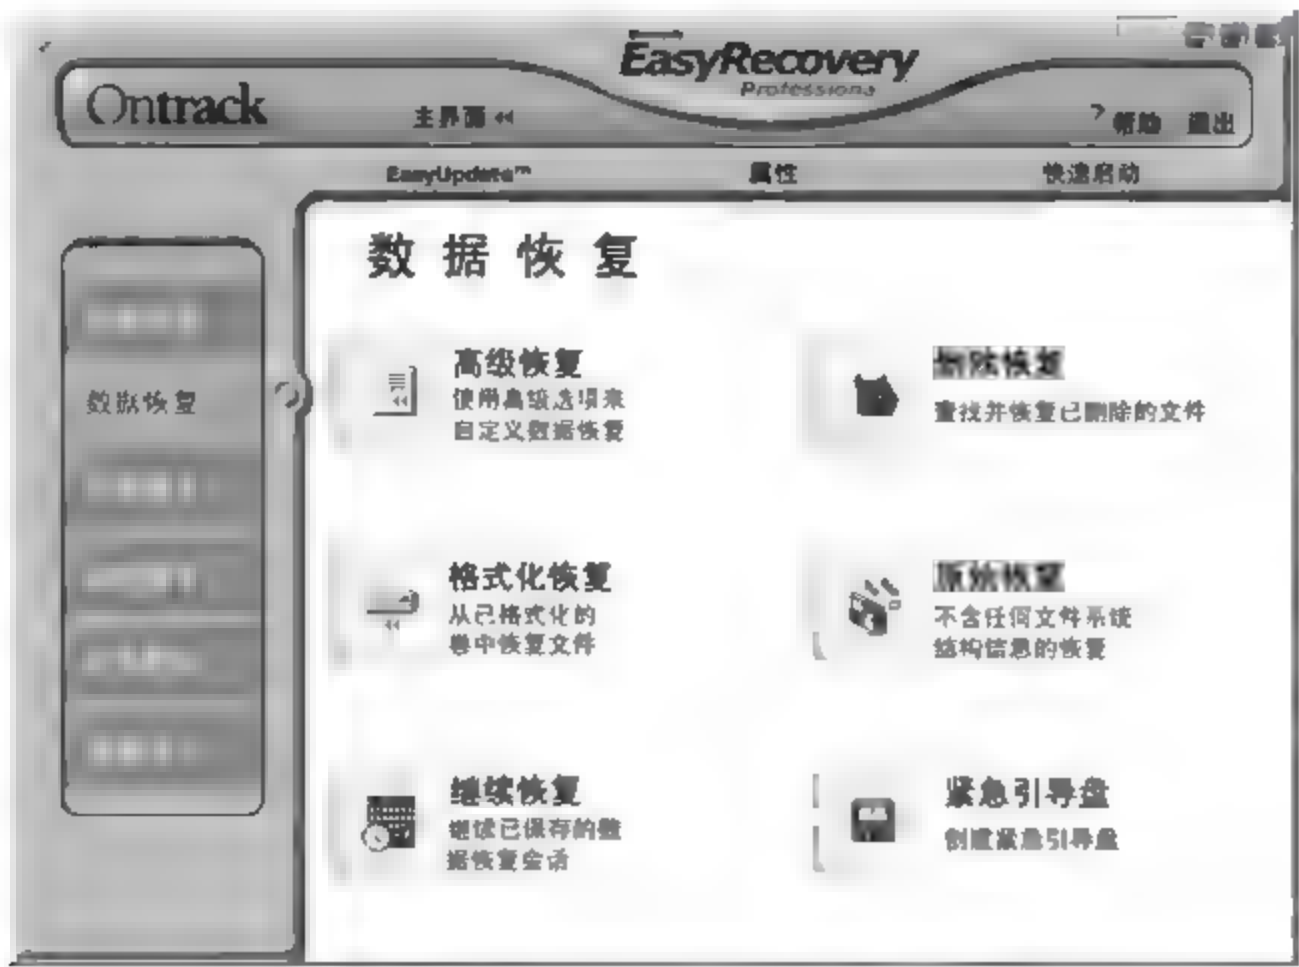 EasyRecovery
Professional
Ontrack
主界面
? 帮助 退出
EasyUpdate™ 属性 快速启动
数据恢复
数据恢复
高级恢复
使用高级选项来
自定义数据恢复
删除恢复
查找并恢复已删除的文件
格式化恢复
从已格式化的
卷中恢复文件
原始恢复
不含任何文件系统
结构信息的恢复
继续恢复
继续已保存的数
据恢复会话
紧急引导盘
创建紧急引导盘